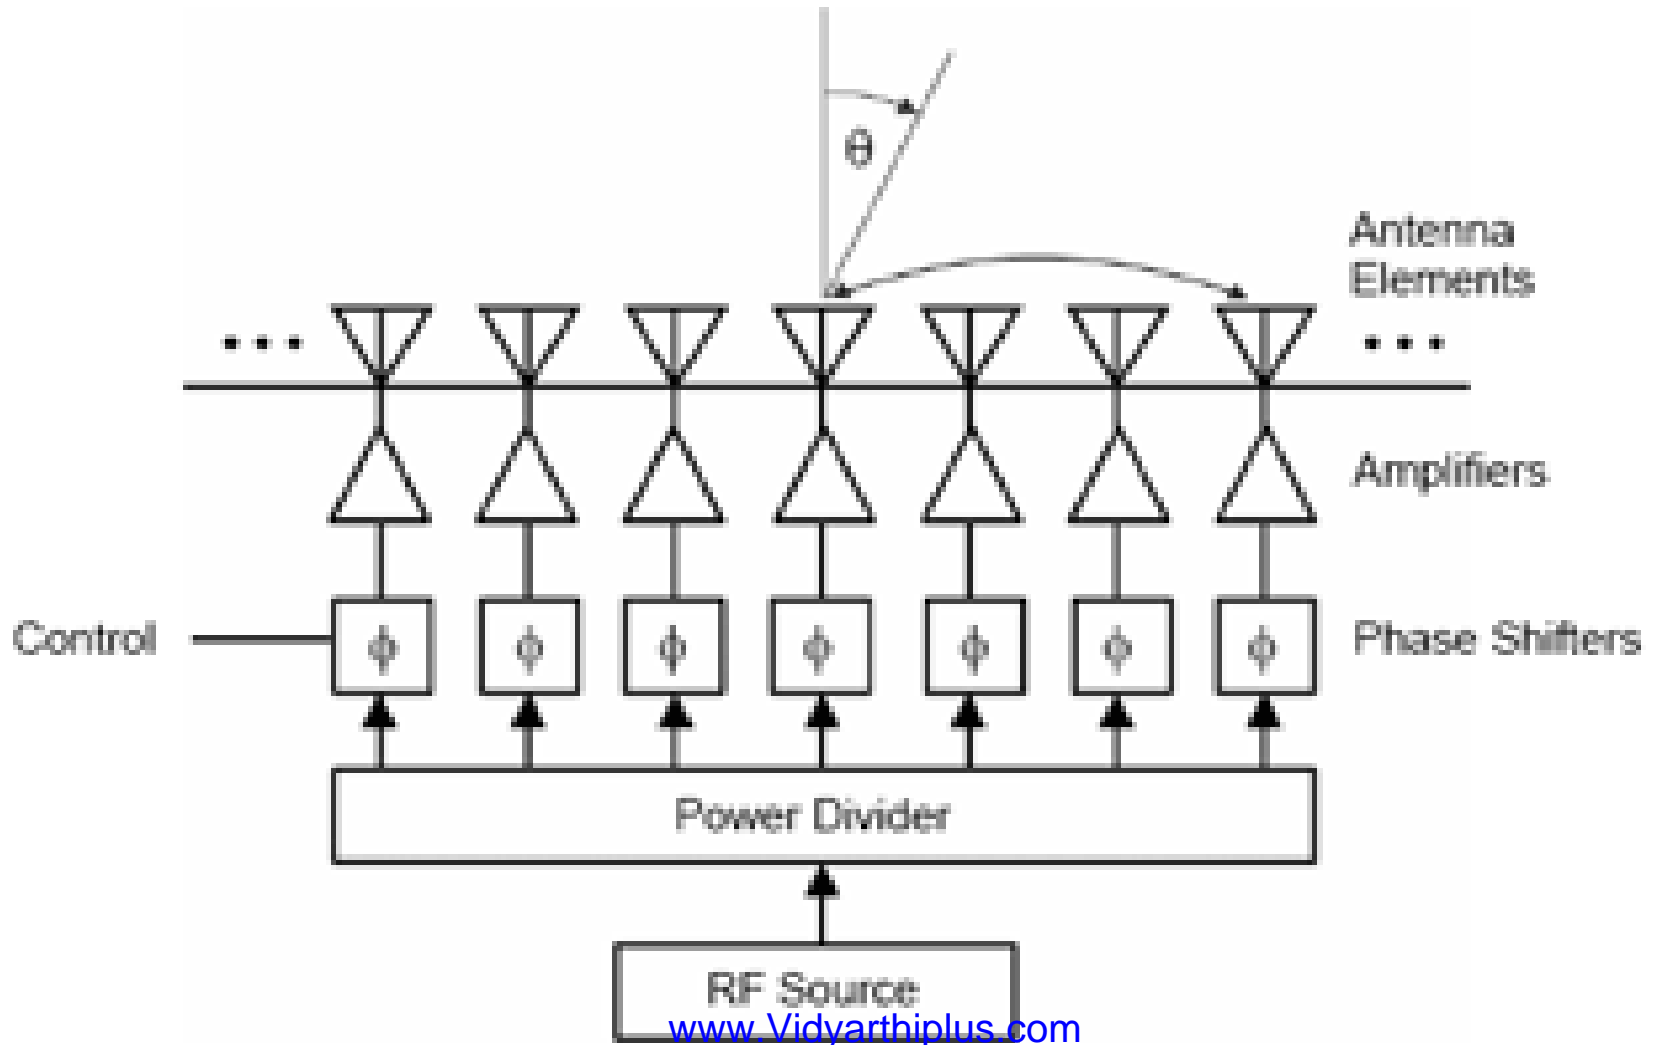 θ
Antenna
Elements
... ...
Amplifiers
Control ϕ ϕ ϕ ϕ ϕ ϕ ϕ Phase Shifters
Power Divider
RF Source
www.Vidyarthiplus.com